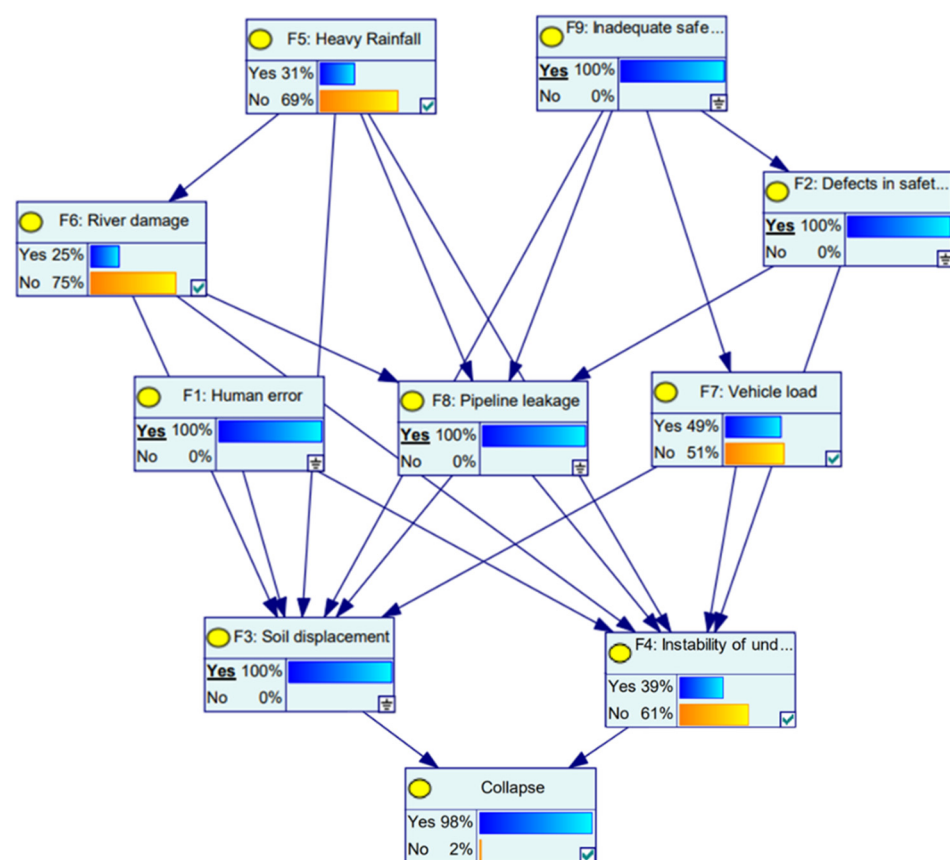 F5: Heavy Rainfall
Yes 31%
No 69%
F9: Inadequate safe...
Yes 100%
No 0%
F2: Defects in safet...
Yes 100%
No 0%
F6: River damage
Yes 25%
No 75%
F1: Human error
Yes 100%
No 0%
F8: Pipeline leakage
Yes 100%
No 0%
F7: Vehicle load
Yes 49%
No 51%
F3: Soil displacement
Yes 100%
No 0%
F4: Instability of und...
Yes 39%
No 61%
Collapse
Yes 98%
No 2%